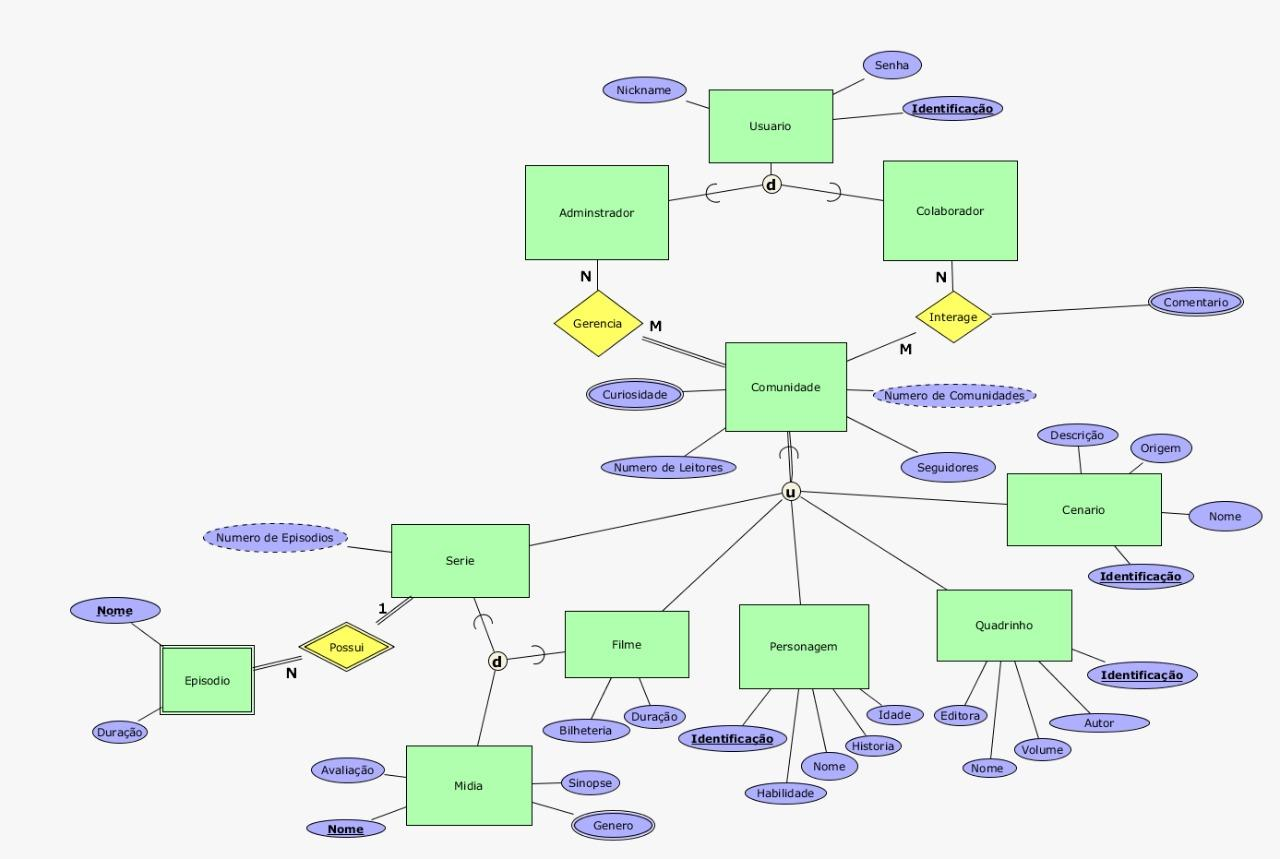 Senha
Nickname
Identificação
Usuario
d
Adminstrador
Colaborador
N
N
Gerencia
M
Interage
Comentario
M
Comunidade
Curiosidade
Numero de Comunidades
Numero de Leitores
Seguidores
Descrição
Origem
u
Cenario
Nome
Numero de Episodios
Serie
Identificação
Nome
1
Possui
Filme
Personagem
Quadrinho
d
N
Episodio
Identificação
Duração
Bilheteria
Duração
Identificação
Idade
Historia
Nome
Habilidade
Editora
Autor
Volume
Nome
Avaliação
Midia
Sinopse
Nome
Genero